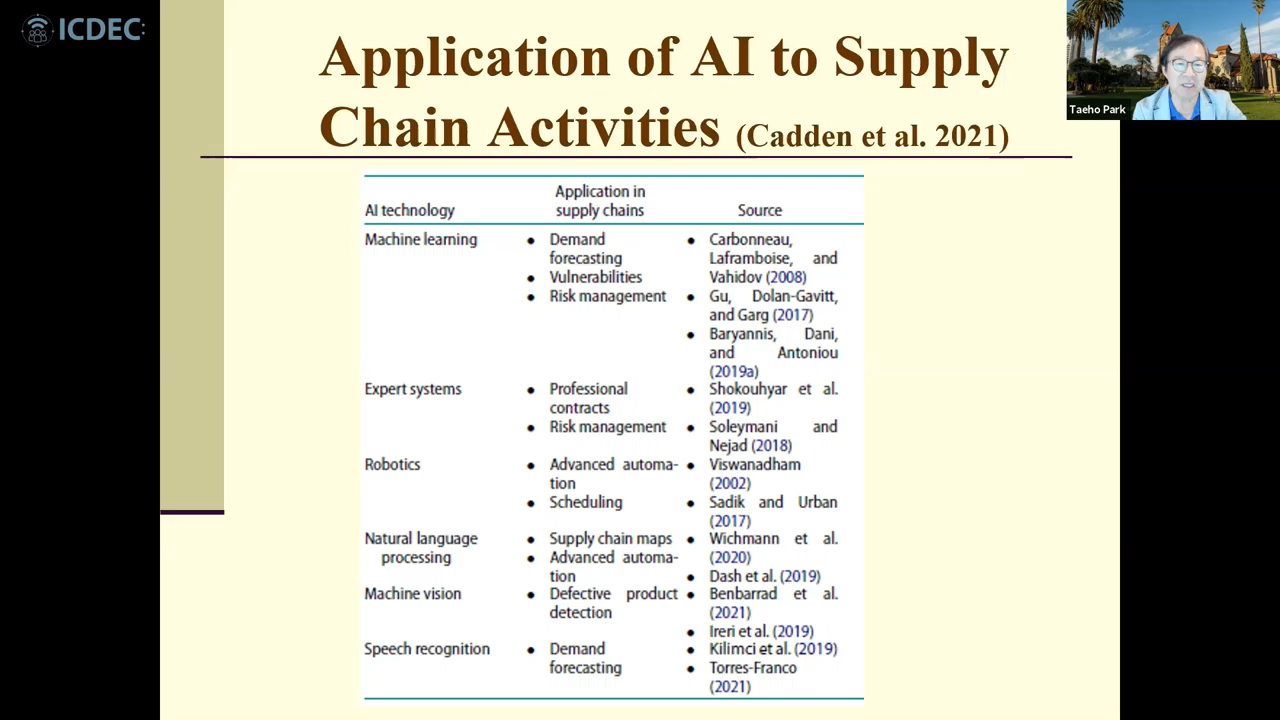 ICDEC:
Application of AI to Supply
Chain Activities (Cadden et al. 2021)
Taeho Park
AI technology
Application in
supply chains
Source
Machine learning
• Demand
forecasting
• Vulnerabilities
• Risk management
• Carbonneau,
Laframboise, and
Vahidov (2008)
• Gu, Dolan-Gavitt,
and Garg (2017)
• Baryannis, Dani,
and Antoniou
(2019a)
Expert systems
• Professional
contracts
• Risk management
• Shokouhyar et al.
(2019)
• Soleymani and
Nejad (2018)
Robotics
• Advanced automa-
tion
• Scheduling
• Viswanadham
(2002)
• Sadik and Urban
(2017)
Natural language
processing
• Supply chain maps
• Advanced automa-
tion
• Wichmann et al.
(2020)
• Dash et al. (2019)
Machine vision
• Defective product
detection
• Benbarrad et al.
(2021)
• Ireri et al. (2019)
Speech recognition
• Demand
forecasting
• Kilimci et al. (2019)
• Torres-Franco
(2021)